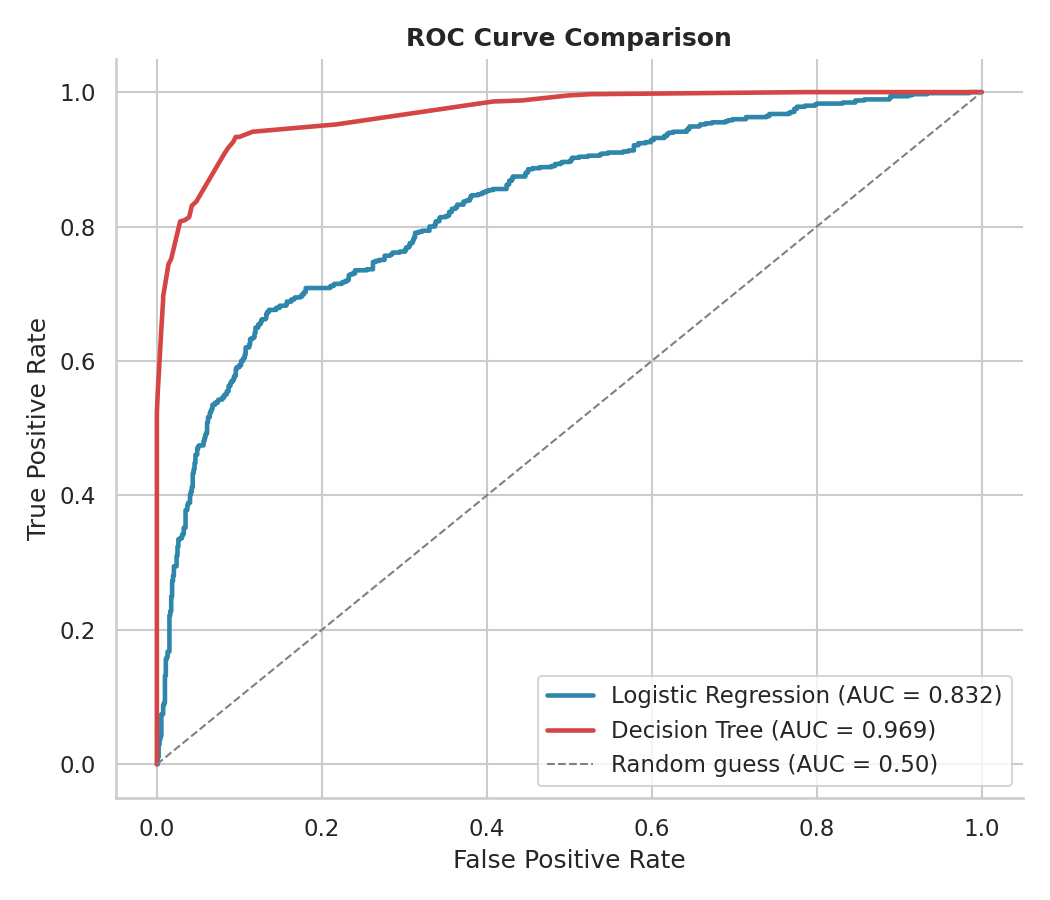 ROC Curve Comparison
1.0
0.8
0.6
0.4
0.2
0.0
True Positive Rate
0.0 0.2 0.4 0.6 0.8 1.0
False Positive Rate
Logistic Regression (AUC = 0.832)
Decision Tree (AUC = 0.969)
Random guess (AUC = 0.50)